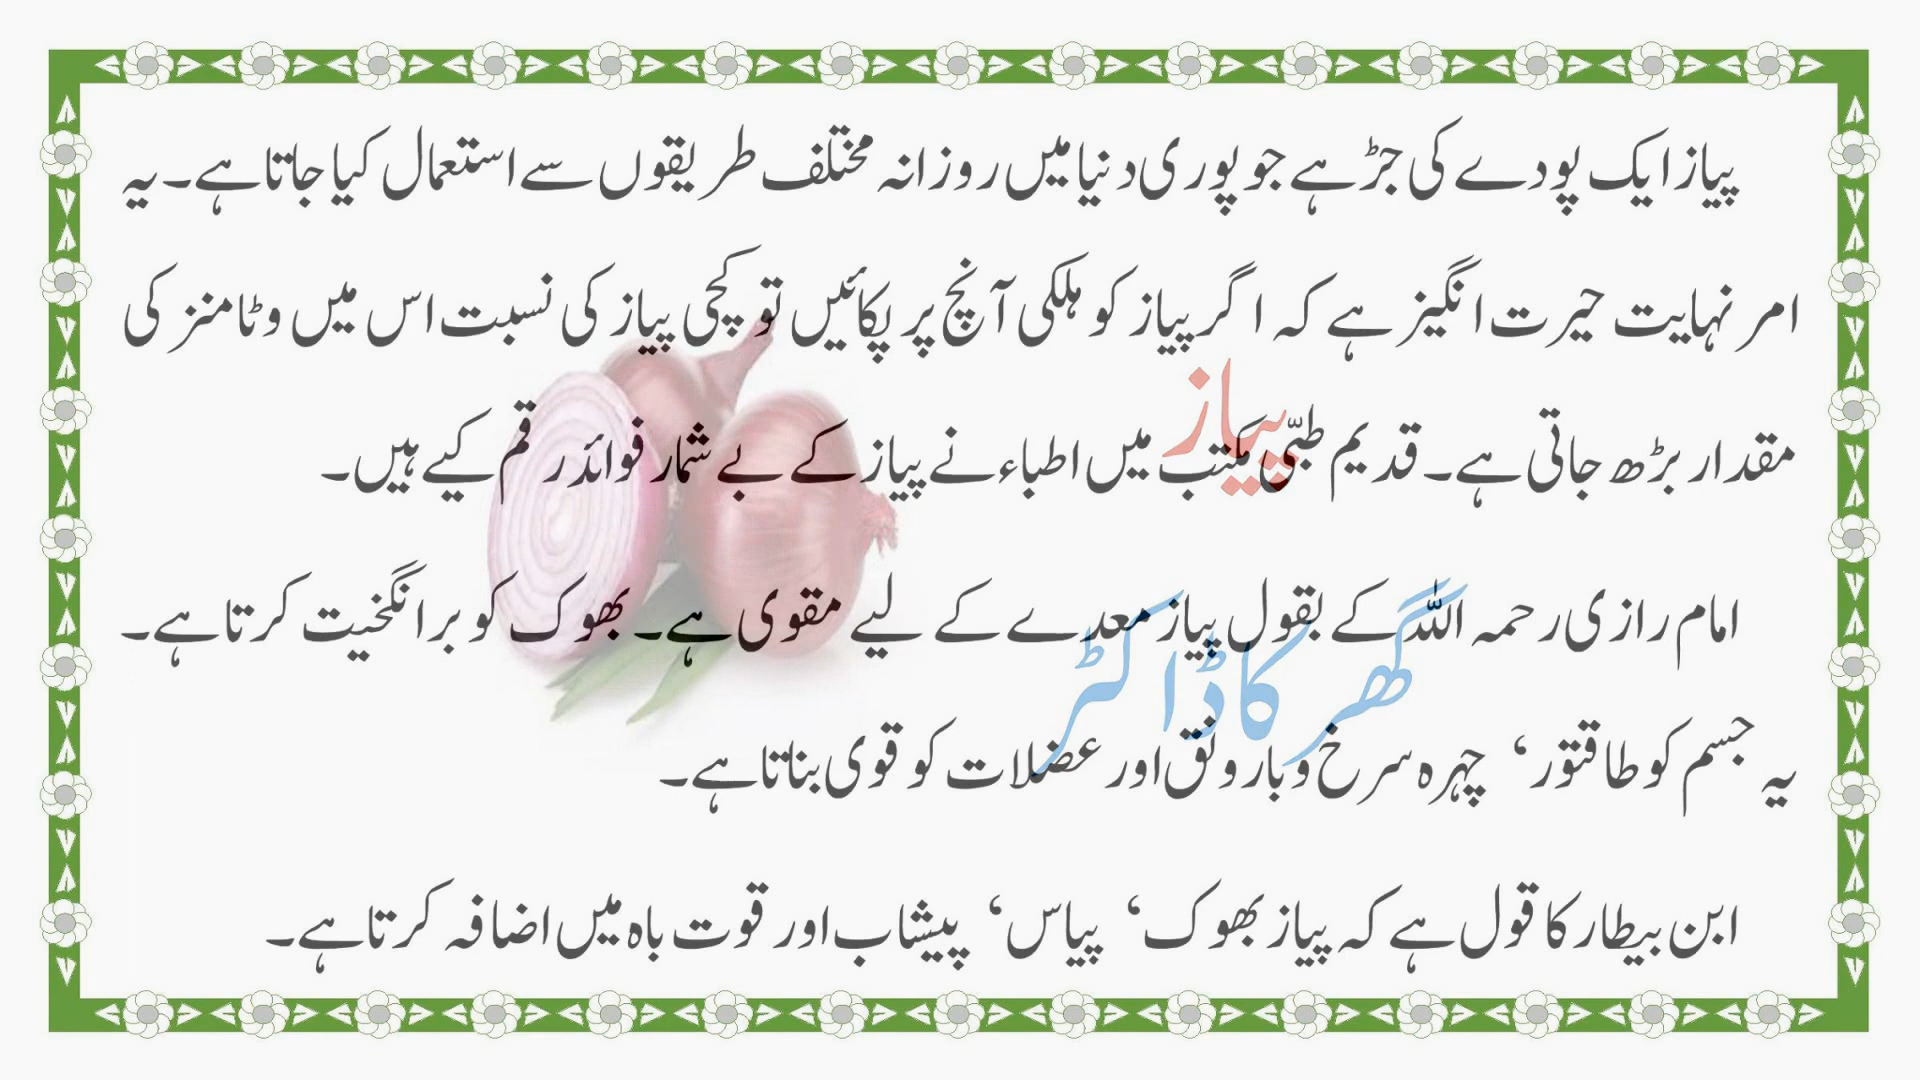 پیاز ایک پودے کی جڑ ہے جو پوری دنیا میں روزانہ مختلف طریقوں سے استعمال کیا جاتا ہے۔ یہ
امر نہایت حیرت انگیز ہے کہ اگر پیاز کو ہلکی آنچ پر پکائیں تو کچی پیاز کی نسبت اس میں وٹامنز کی
پیاز
مقدار بڑھ جاتی ہے۔ قدیم طبّی مکتب میں اطباء نے پیاز کے بے شمار فوائد رقم کیے ہیں۔
امام رازی رحمہ اللہ کے بقول پیاز معدے کے لیے مقوی ہے۔ بھوک کو برانگخیت کرتا ہے۔
گھر کا ڈاکٹر
یہ جسم کو طاقتور‘ چہرہ سرخ و بارونق اور عضلات کو قوی بناتا ہے۔
ابن بیطار کا قول ہے کہ پیاز بھوک‘ پیاس‘ پیشاب اور قوت باہ میں اضافہ کرتا ہے۔